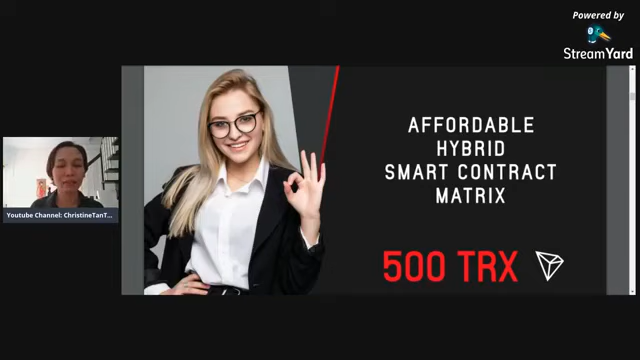 Powered by
StreamYard
AFFORDABLE
HYBRID
SMART CONTRACT
MATRIX
500 TRX
Youtube Channel: ChristineTanT...